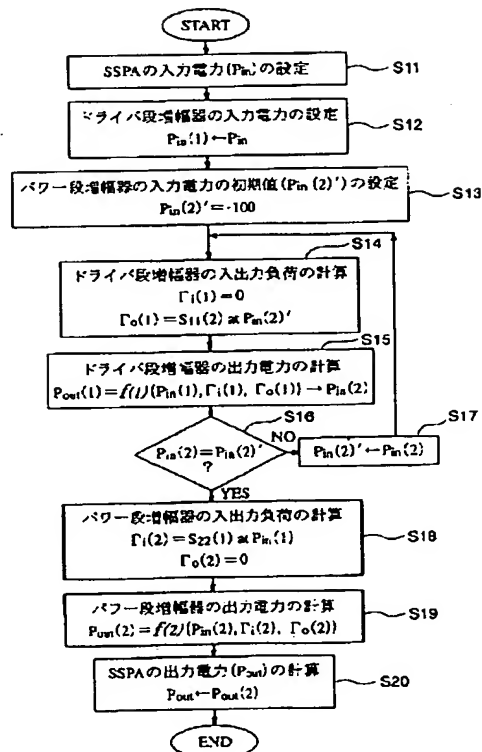 START
SSPAの入力電力(Pin)の設定
S11
ドライバ段増幅器の入力電力の設定
Pin(1)←Pin
S12
パワー段増幅器の入力電力の初期値(Pin(2)')の設定
Pin(2)'=-100
S13
S14
ドライバ段増幅器の入出力負荷の計算
Γi(1)=0
Γo(1)=S11(2) at Pin(2)'
S15
ドライバ段増幅器の出力電力の計算
Pout(1)=f(1){Pin(1),Γi(1), Γo(1)}→Pin(2)
S16
Pin(2)=Pin(2)'
?
NO
S17
Pin(2)'←Pin(2)
YES
パワー段増幅器の入出力負荷の計算
Γi(2)=S22(1) at Pin(1)
Γo(2)=0
S18
パワー段増幅器の出力電力の計算
Pout(2)=f(2){Pin(2),Γi(2), Γo(2)}
S19
SSPAの出力電力(Pout)の計算
Pout←Pout(2)
S20
END